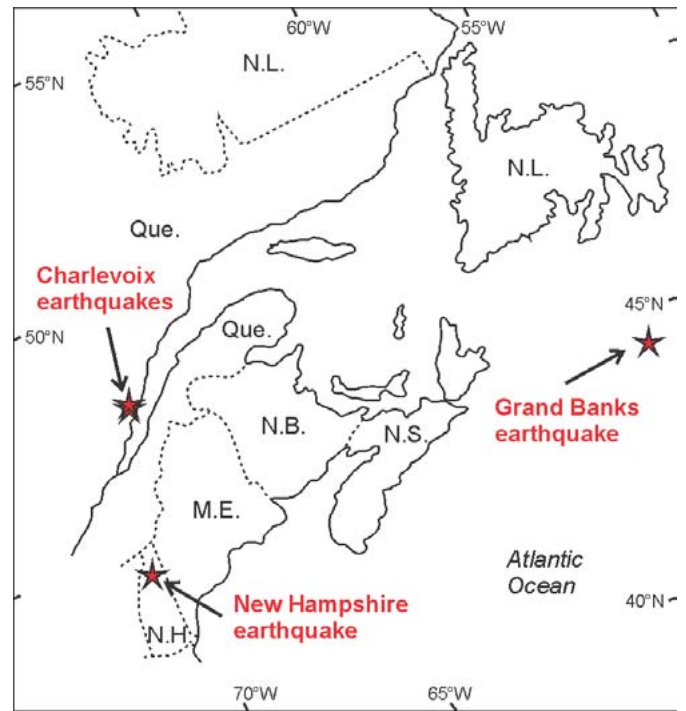 60°W
55°W
N.L.
55°N
N.L.
Que.
Charlevoix
earthquakes
45°N
Que.
50°N
Grand Banks
earthquake
N.B.
N.S.
M.E.
Atlantic
Ocean
New Hampshire
earthquake
40°N
N.H.
70°W
65°W